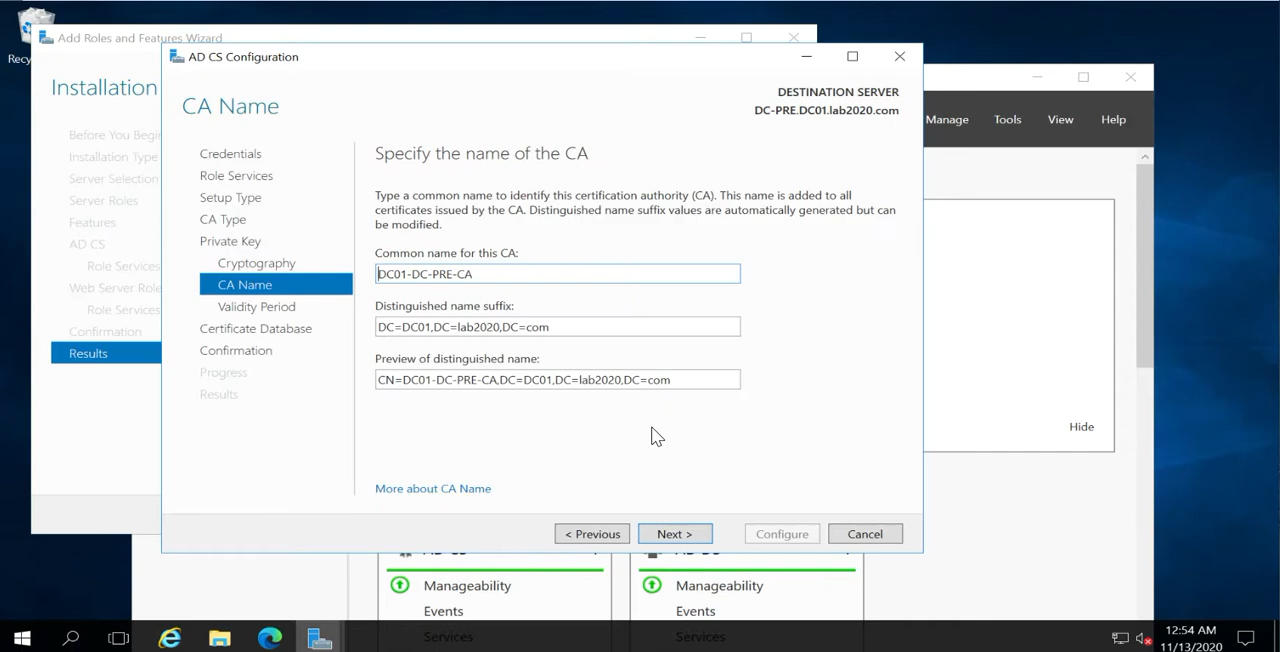 Recy
Add Roles and Features Wizard
Installation
Before You Begin
Installation Type
Server Selection
Server Roles
Features
AD CS
Role Services
Web Server Role
Role Services
Confirmation
Results
AD CS Configuration
CA Name
DESTINATION SERVER
DC-PRE.DC01.lab2020.com
Credentials
Role Services
Setup Type
CA Type
Private Key
Cryptography
CA Name
Validity Period
Certificate Database
Confirmation
Progress
Results
Specify the name of the CA
Type a common name to identify this certification authority (CA). This name is added to all
certificates issued by the CA. Distinguished name suffix values are automatically generated but can
be modified.
Common name for this CA:
DC01-DC-PRE-CA
Distinguished name suffix:
DC=DC01,DC=lab2020,DC=com
Preview of distinguished name:
CN=DC01-DC-PRE-CA,DC=DC01,DC=lab2020,DC=com
More about CA Name
< Previous
Next >
Configure
Cancel
Manage Tools View Help
Hide
AD CS
Manageability
Events
Services
Manageability
Events
Services
12:54 AM
11/13/2020